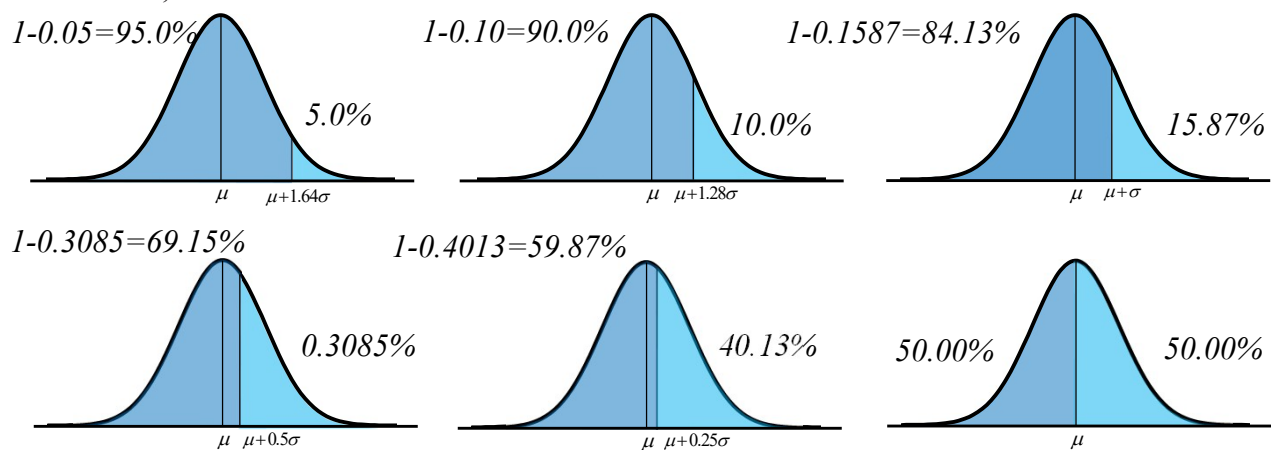 1-0.05=95.0%
5.0%
μ
μ+1.64σ
1-0.10=90.0%
10.0%
μ
μ+1.28σ
1-0.1587=84.13%
15.87%
μ
μ+σ
1-0.3085=69.15%
0.3085%
μ
μ+0.5σ
1-0.4013=59.87%
40.13%
μ
μ+0.25σ
50.00%
50.00%
μ